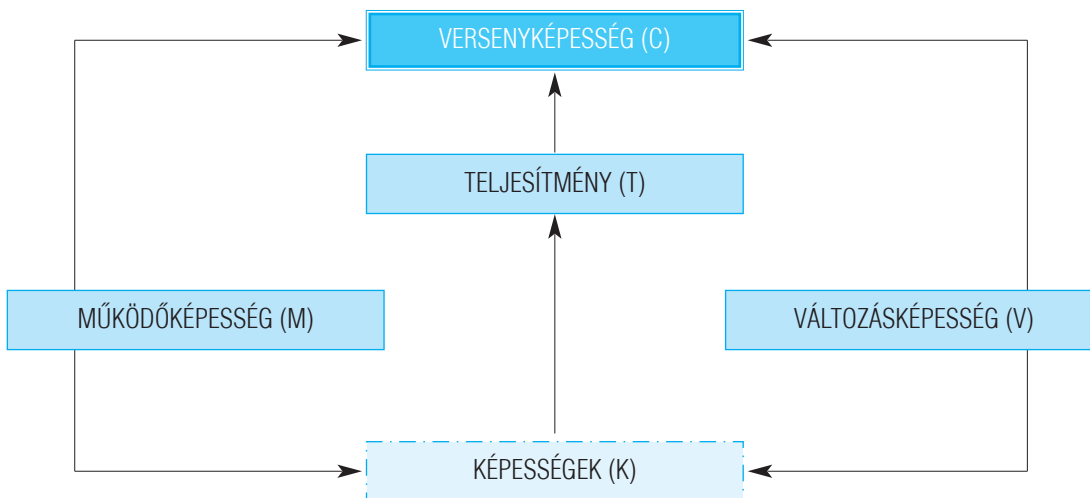 VERSENYKÉPESSÉG (C)
TELJESÍTMÉNY (T)
MŰKÖDŐKÉPESSÉG (M)
VÁLTOZÁSKÉPESSÉG (V)
KÉPESSÉGEK (K)